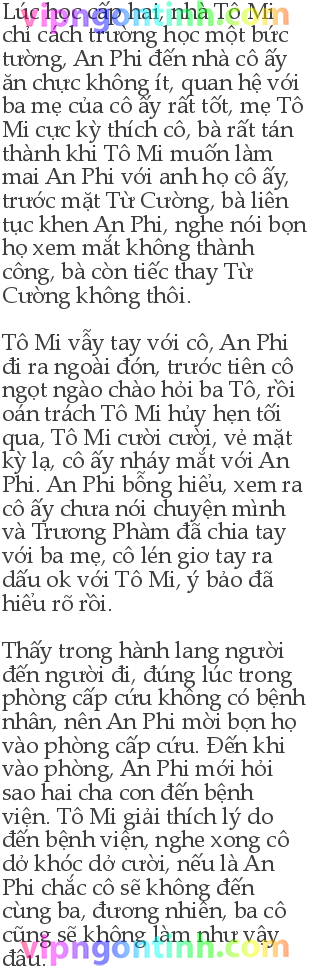 Lúc học cấp hai, nhà Tô Mi
chỉ cách trường học một bức
tường, An Phi đến nhà cô ấy
ăn chực không ít, quan hệ với
ba mẹ của cô ấy rất tốt, mẹ Tô
Mi cực kỳ thích cô, bà rất tán
thành khi Tô Mi muốn làm
mai An Phi với anh họ cô ấy,
trước mặt Từ Cường, bà liên
tục khen An Phi, nghe nói bọn
họ xem mắt không thành
công, bà còn tiếc thay Từ
Cường không thôi.
Tô Mi vẫy tay với cô, An Phi
đi ra ngoài đón, trước tiên cô
ngọt ngào chào hỏi ba Tô, rồi
oán trách Tô Mi hủy hẹn tối
qua, Tô Mi cười cười, vẻ mặt
kỳ lạ, cô ấy nháy mắt với An
Phi. An Phi bỗng hiểu, xem ra
cô ấy chưa nói chuyện mình
và Trương Phàm đã chia tay
với ba mẹ, cô lén giơ tay ra
dấu ok với Tô Mi, ý bảo đã
hiểu rõ rồi.
Thấy trong hành lang người
đến người đi, đúng lúc trong
phòng cấp cứu không có bệnh
nhân, nên An Phi mời bọn họ
vào phòng cấp cứu. Đến khi
vào phòng, An Phi mới hỏi
sao hai cha con đến bệnh
viện. Tô Mi giải thích lý do
đến bệnh viện, nghe xong cô
dở khóc dở cười, nếu là An
Phi chắc cô sẽ không đến
cùng ba, đương nhiên, ba cô
cũng sẽ không làm như vậy
đâu.
vipngontinh.com
vipngontinh.com